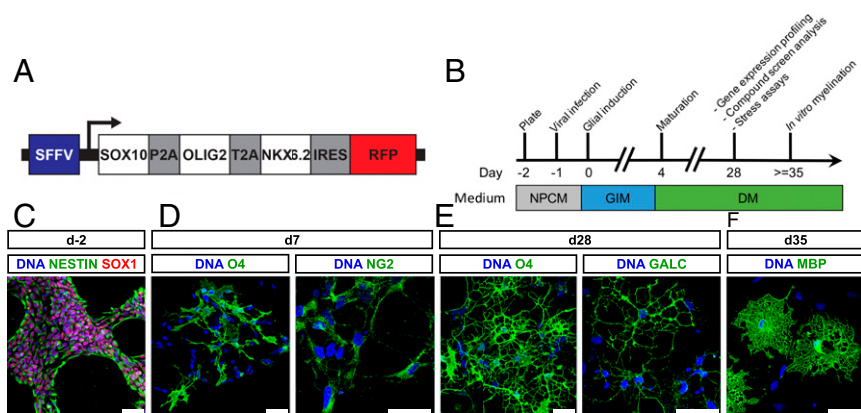 A
SFFV SOX10 P2A OLIG2 T2A NKX6.2 IRES RFP
B
Plate
Viral infection
Glial induction
Maturation
- Gene expression profiling
- Compound screen analysis
- Stress assays
In vitro myelination
Day -2 -1 0 4 28 >=35
Medium NPCM GIM DM
C D E F
d-2 d7 d28 d35
DNA NESTIN SOX1 DNA O4 DNA NG2 DNA O4 DNA GALC DNA MBP